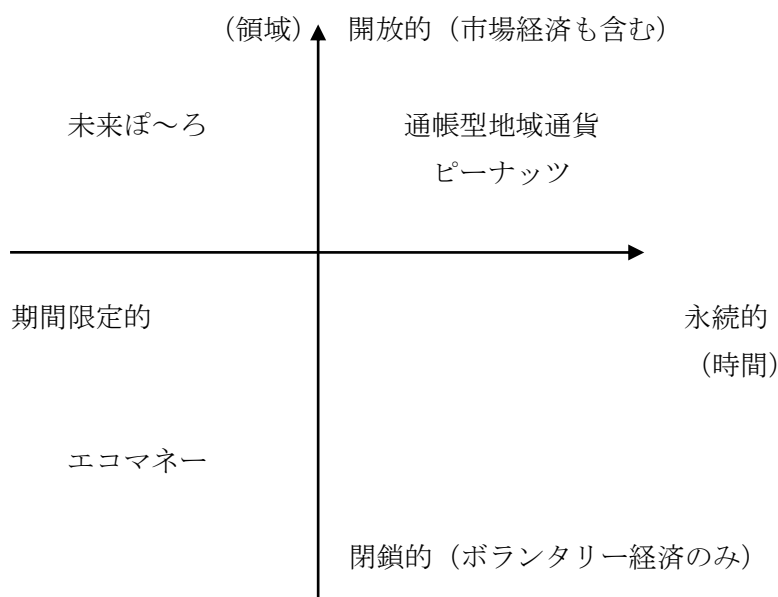 （領域） 開放的（市場経済も含む）
未来ぽ～ろ 通帳型地域通貨
ピーナッツ
期間限定的 永続的
（時間）
エコマネー
閉鎖的（ボランタリー経済のみ）